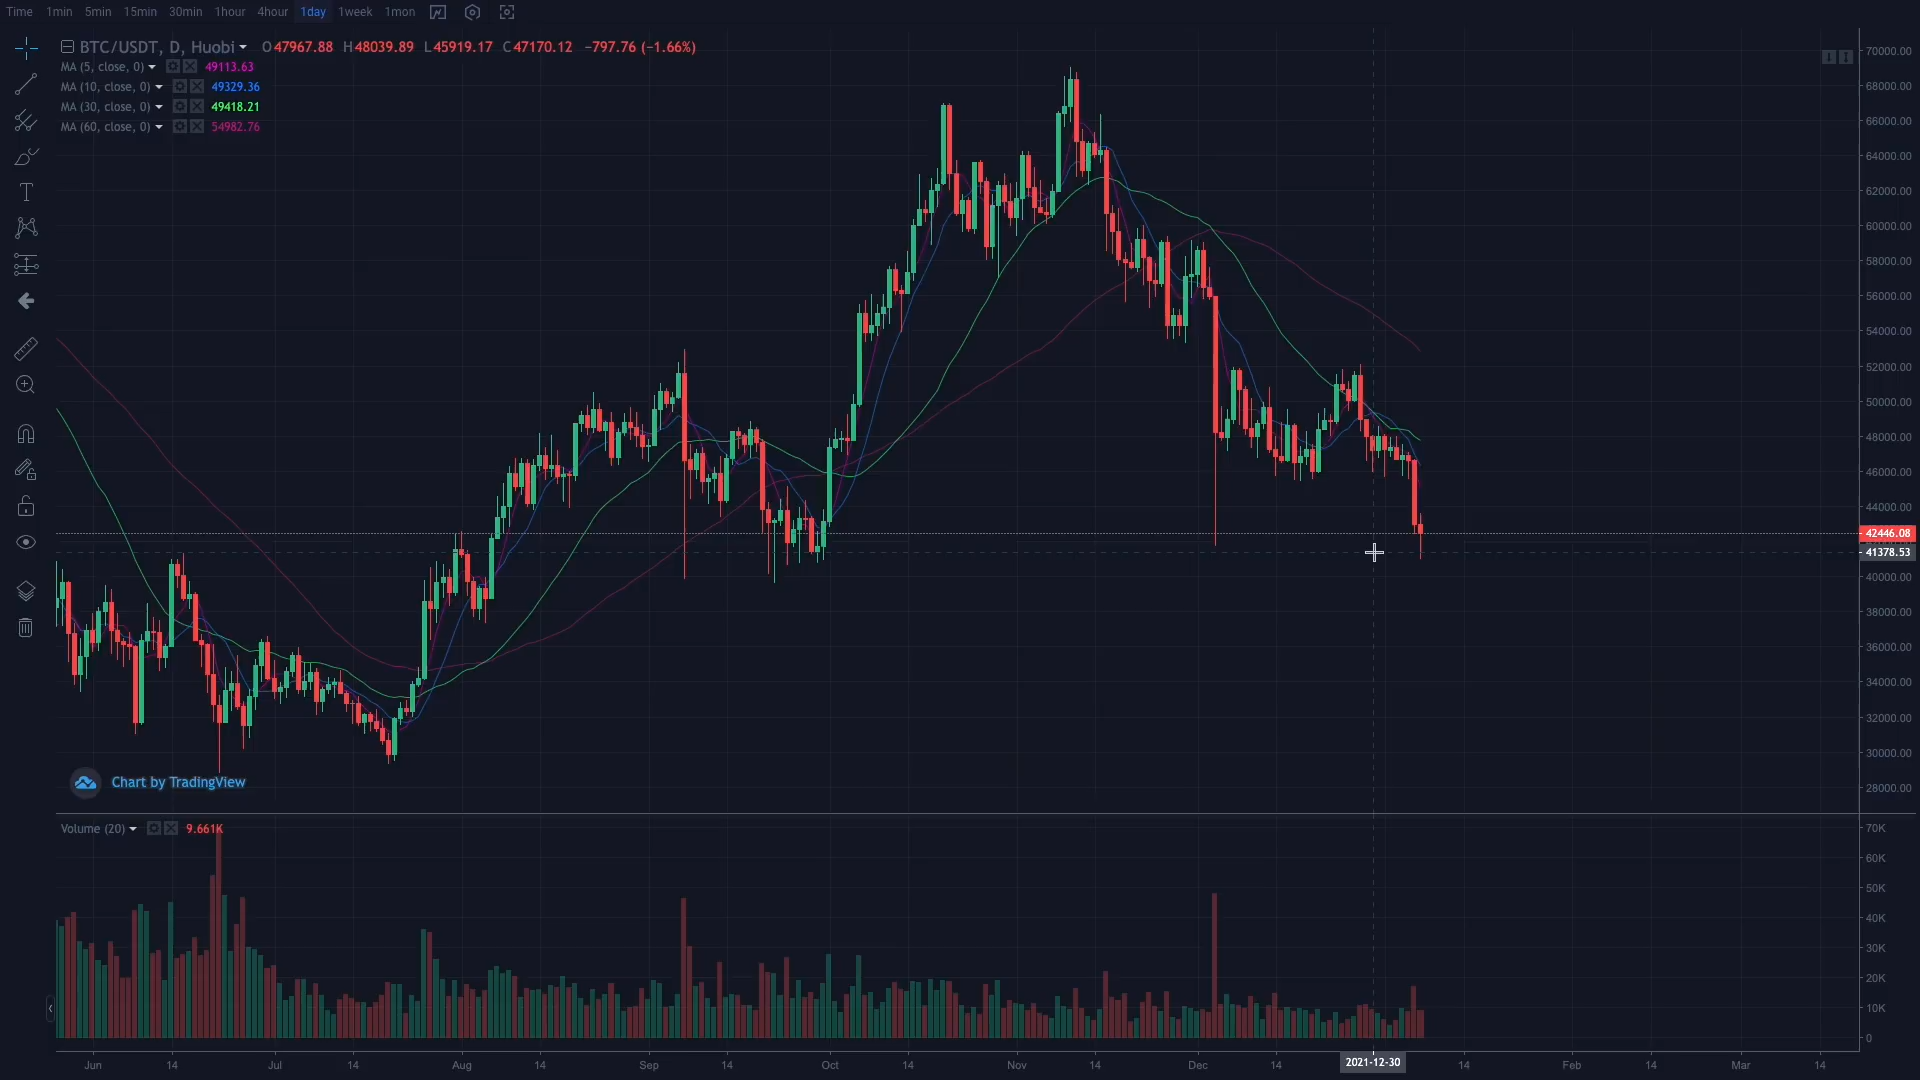 Time 1min 5min 15min 30min 1hour 4hour 1day 1week 1mon
BTC/USDT, D, Huobi O47967.88 H48039.89 L45919.17 C47170.12 −797.76 (−1.66%)
MA (5, close, 0) 49113.63
MA (10, close, 0) 49329.36
MA (30, close, 0) 49418.21
MA (60, close, 0) 54982.76
70000.00
68000.00
66000.00
64000.00
62000.00
60000.00
58000.00
56000.00
54000.00
52000.00
50000.00
48000.00
46000.00
44000.00
42446.08
41378.53
40000.00
38000.00
36000.00
34000.00
32000.00
30000.00
28000.00
Chart by TradingView
Volume (20) 9.661K
70K
60K
50K
40K
30K
20K
10K
0
Jun 14 Jul 14 Aug 14 Sep 14 Oct 14 Nov 14 Dec 14 2021-12-30 14 Feb 14 Mar 14